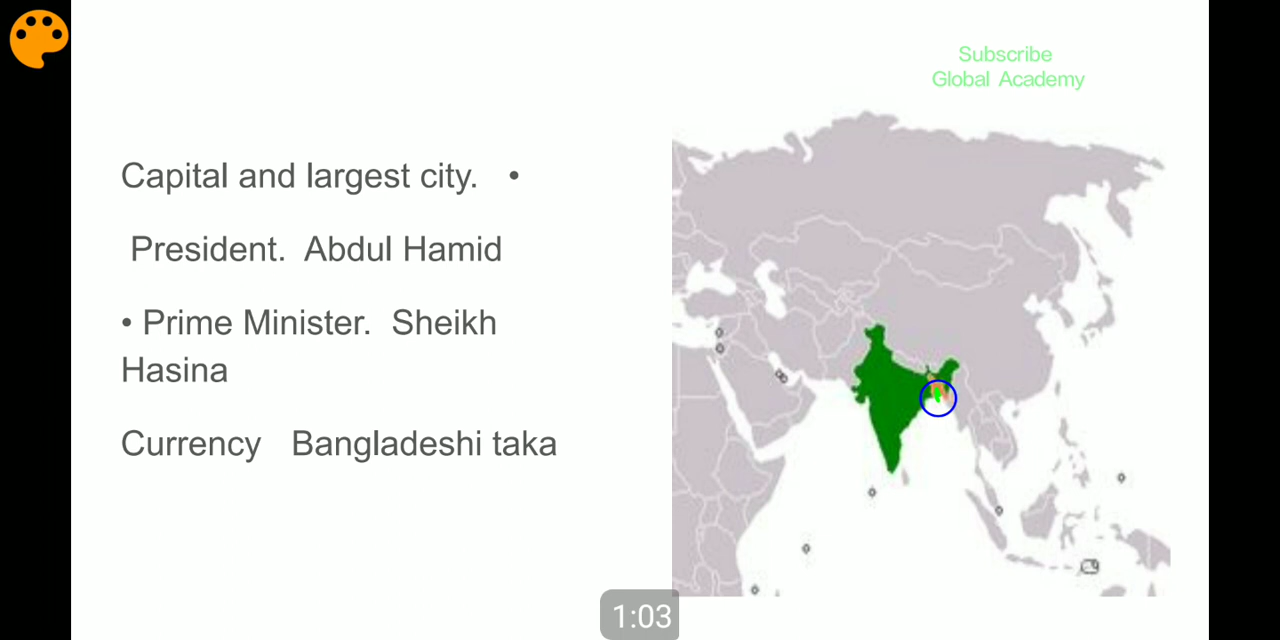 Subscribe
Global Academy
Capital and largest city. •
President. Abdul Hamid
• Prime Minister. Sheikh
Hasina
Currency Bangladeshi taka
1:03